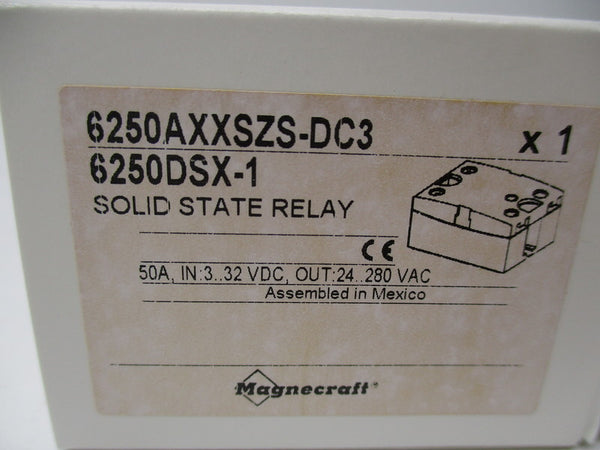 6250AXXSZS-DC3 x 1
6250DSX-1
SOLID STATE RELAY
CE
50A, IN:3..32 VDC, OUT:24..280 VAC
Assembled in Mexico
Magnecraft®